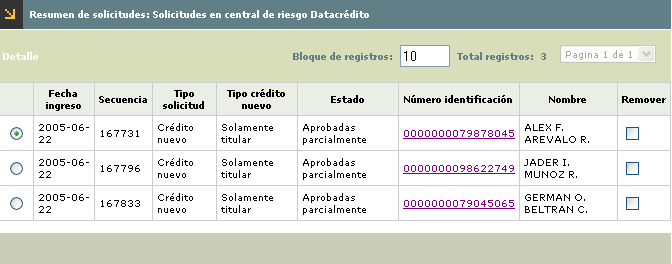 Resumen de solicitudes: Solicitudes en central de riesgo Datacrédito
Detalle Bloque de registros: 10 Total registros: 3 Pagina 1 de 1
Fecha ingreso Secuencia Tipo solicitud Tipo crédito nuevo Estado Número identificación Nombre Remover
2005-06-22 167731 Crédito nuevo Solamente titular Aprobadas parcialmente 0000000079878045 ALEX F. AREVALO R.
2005-06-22 167796 Crédito nuevo Solamente titular Aprobadas parcialmente 0000000098622749 JADER I. MUNOZ R.
2005-06-22 167833 Crédito nuevo Solamente titular Aprobadas parcialmente 0000000079045065 GERMAN O. BELTRAN C.